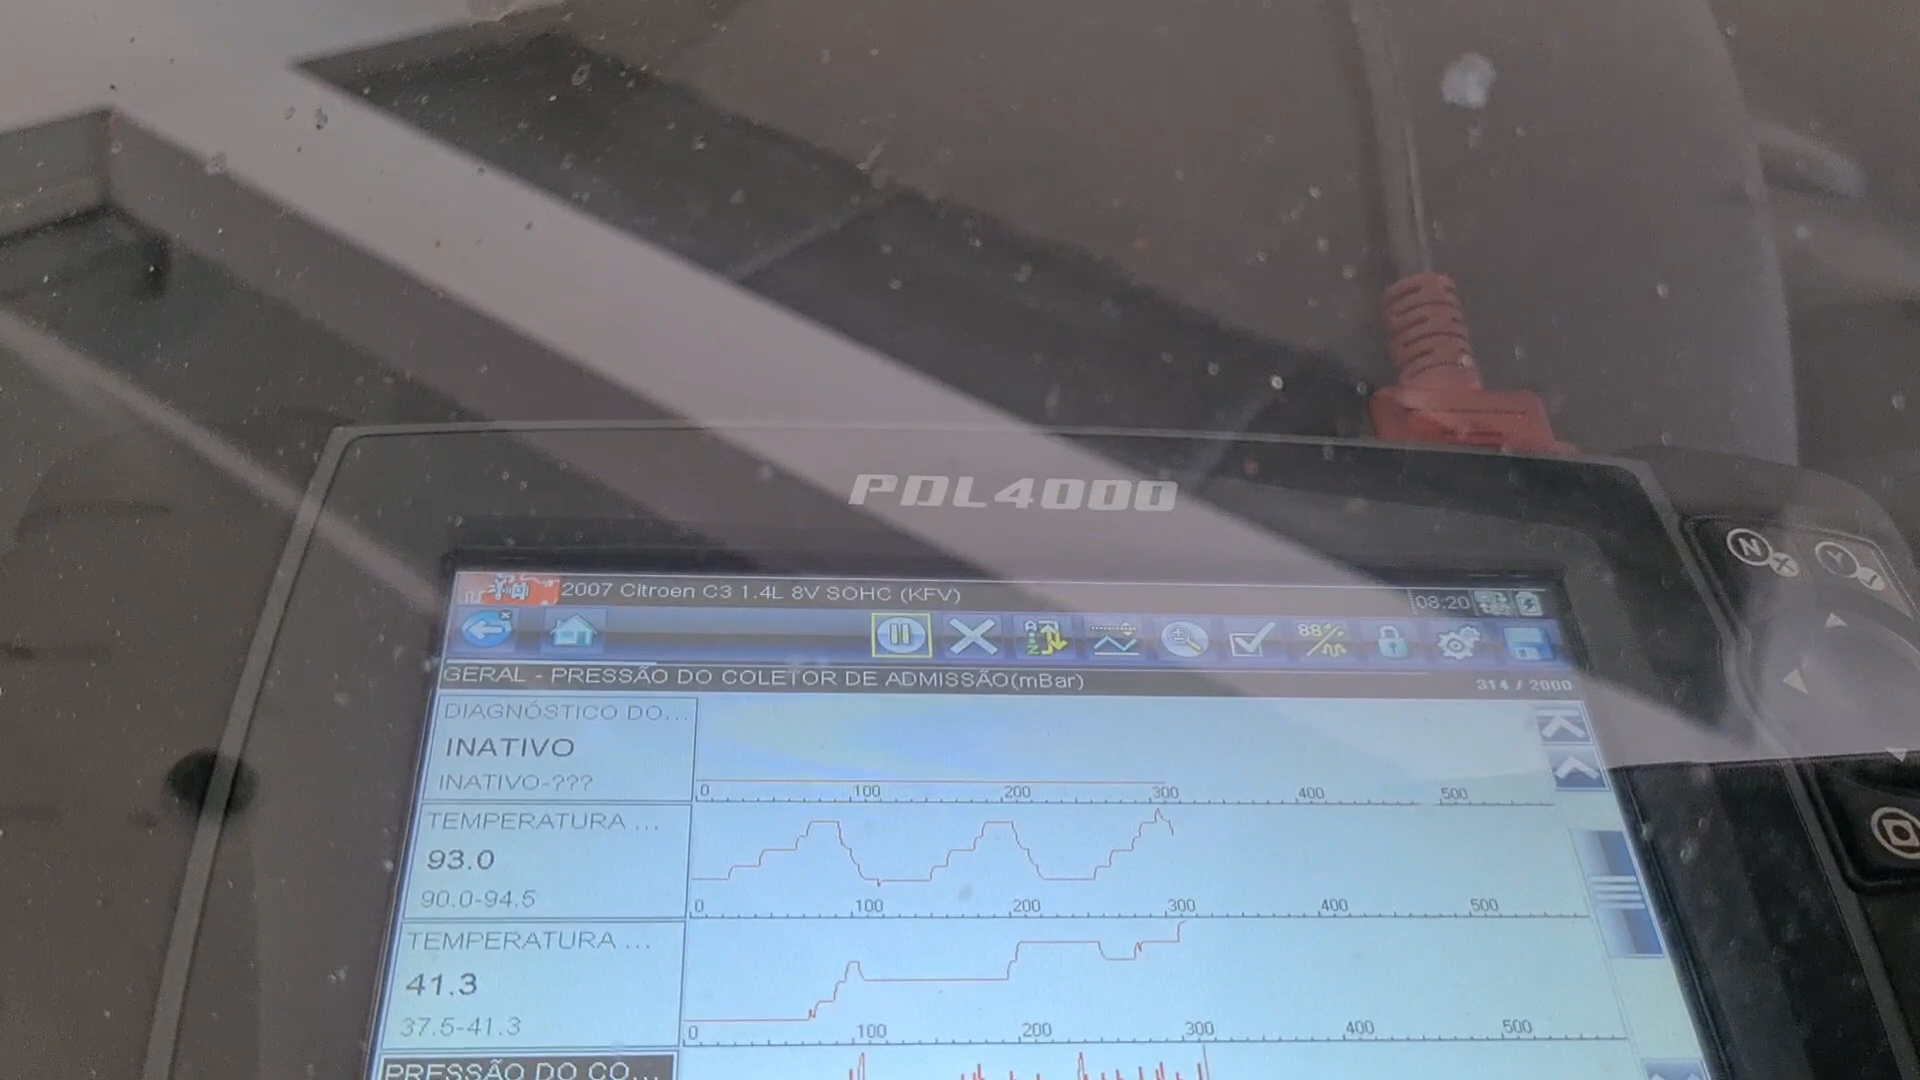 PDL4000
2007 Citroen C3 1.4L 8V SOHC (KFV)
08:20
A
Z
88
GERAL - PRESSÃO DO COLETOR DE ADMISSÃO(mBar)
314 / 2000
DIAGNÓSTICO DO...
INATIVO
INATIVO-???
0 100 200 300 400 500
TEMPERATURA ...
93.0
90.0-94.5
0 100 200 300 400 500
TEMPERATURA ...
41.3
37.5-41.3
0 100 200 300 400 500
PRESSÃO DO CO...
N X
Y